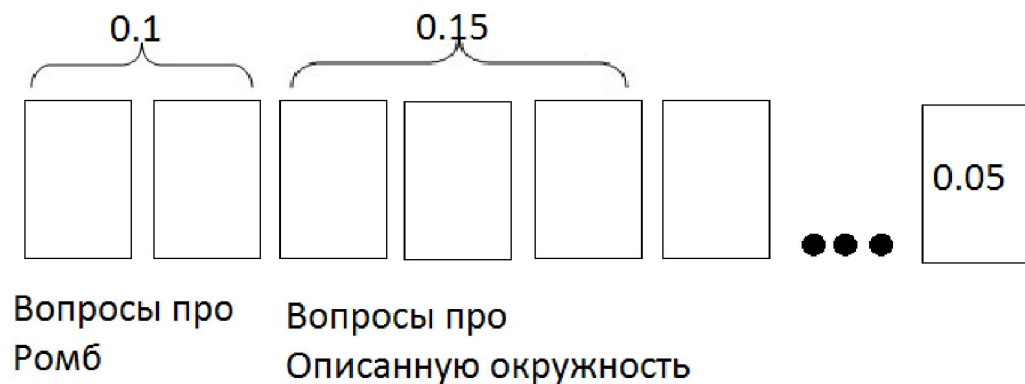 0.1
0.15
0.05
Вопросы про
Ромб
Вопросы про
Описанную окружность